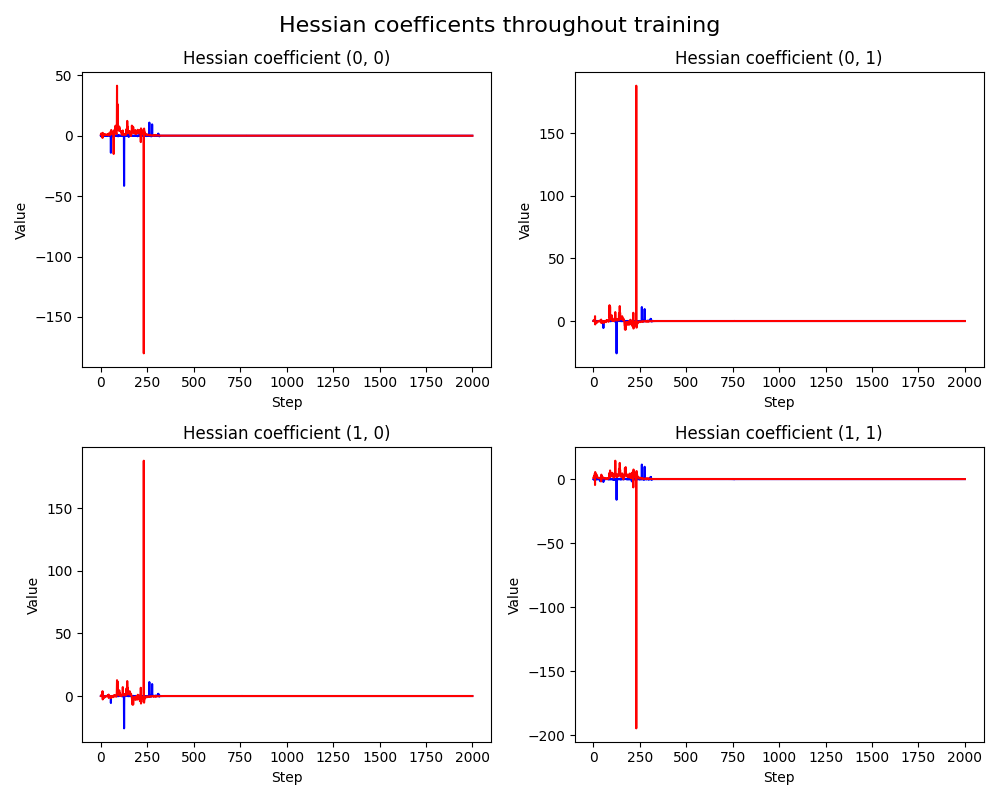 Hessian coefficents throughout training
Hessian coefficient (0, 0)
50
0
−50
−100
−150
Value
0 250 500 750 1000 1250 1500 1750 2000
Step
Hessian coefficient (0, 1)
150
100
50
0
Value
0 250 500 750 1000 1250 1500 1750 2000
Step
Hessian coefficient (1, 0)
150
100
50
0
Value
0 250 500 750 1000 1250 1500 1750 2000
Step
Hessian coefficient (1, 1)
0
−50
−100
−150
−200
Value
0 250 500 750 1000 1250 1500 1750 2000
Step